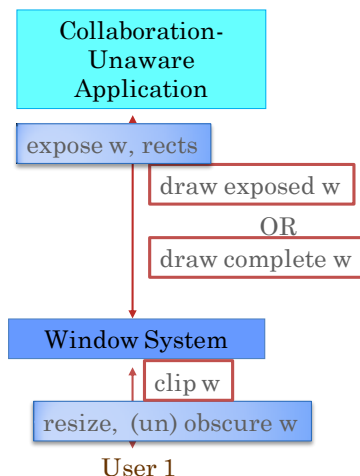 Collaboration-
Unaware
Application
expose w, rects
draw exposed w
OR
draw complete w
Window System
clip w
resize, (un) obscure w
User 1